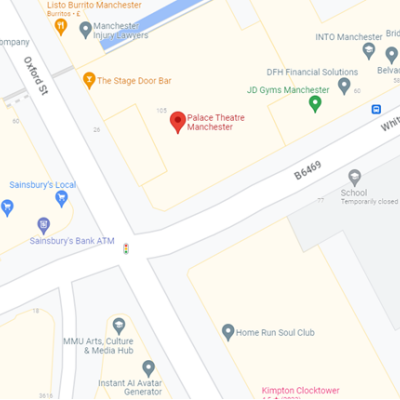 Listo Burrito Manchester
Burritos - £
Manchester
Injury Lawyers
ompany
INTO Manchester
Brid
Belva
DFH Financial Solutions
JD Gyms Manchester
58
60
Oxford St
The Stage Door Bar
105
Palace Theatre
Manchester
60
26
Whit
B6469
School
Temporarily closed
77
Sainsbury's Local
Sainsbury's Bank ATM
18
MMU Arts, Culture
& Media Hub
Home Run Soul Club
Instant AI Avatar
Generator
Kimpton Clocktower